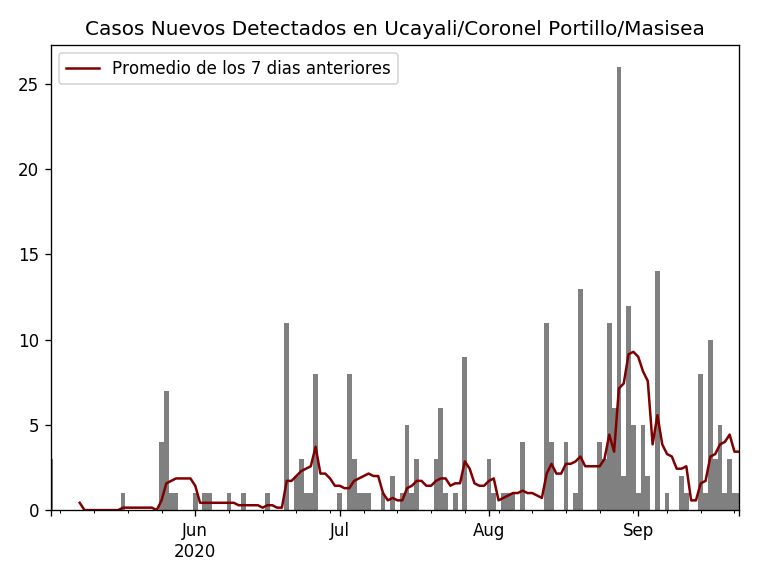 Casos Nuevos Detectados en Ucayali/Coronel Portillo/Masisea
Promedio de los 7 dias anteriores
25
20
15
10
5
0
Jun Jul Aug Sep
2020